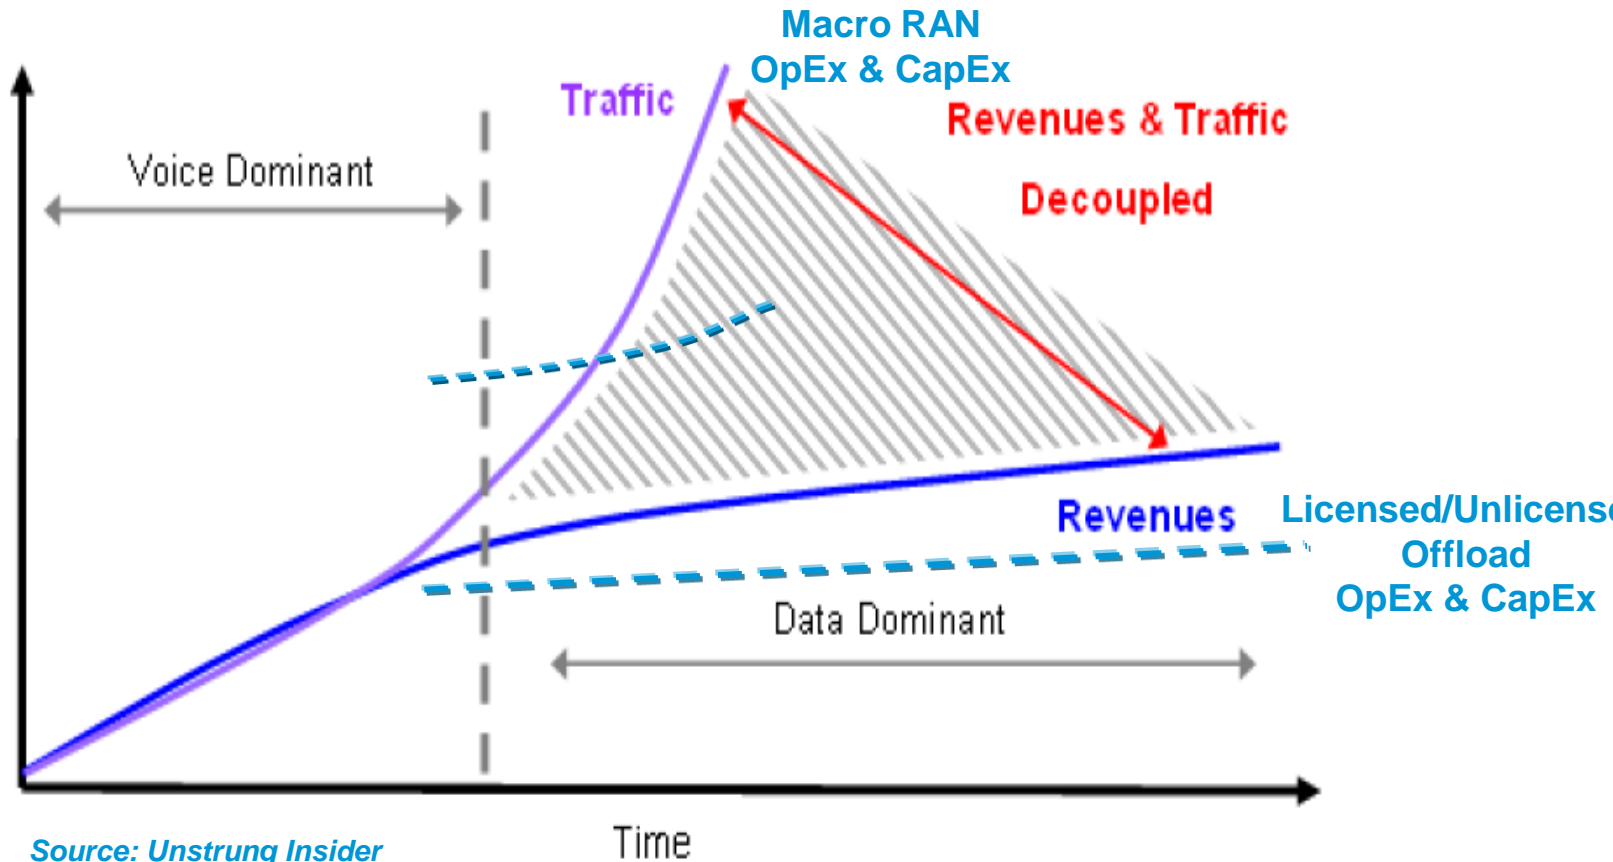 Macro RAN
OpEx & CapEx
Traffic
Revenues & Traffic
Decoupled
Voice Dominant
Revenues
Licensed/Unlicense
Offload
OpEx & CapEx
Data Dominant
Time
Source: Unstrung Insider